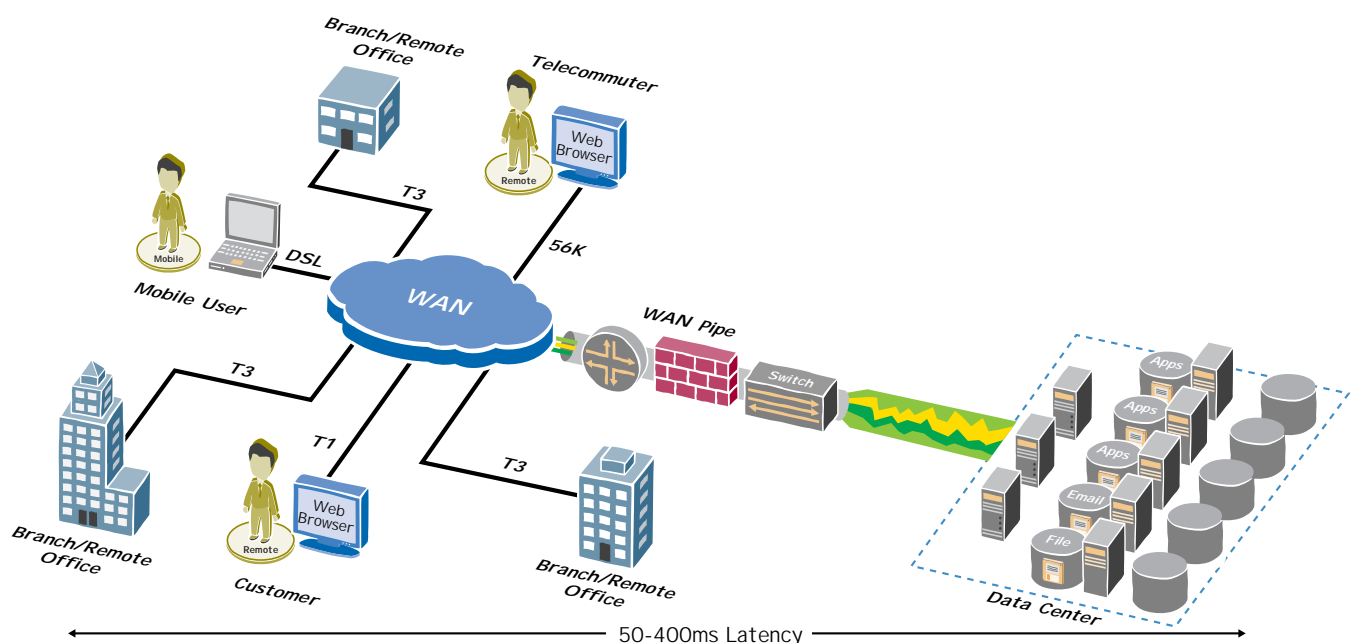 Branch/Remote
Office
Telecommuter
Web
Browser
Remote
T3
Mobile
DSL
56K
Mobile User
WAN
WAN Pipe
Switch
Apps
Apps
Apps
Email
File
T3
T1
T3
Web
Browser
Remote
Branch/Remote
Office
Customer
Branch/Remote
Office
Data Center
50-400ms Latency